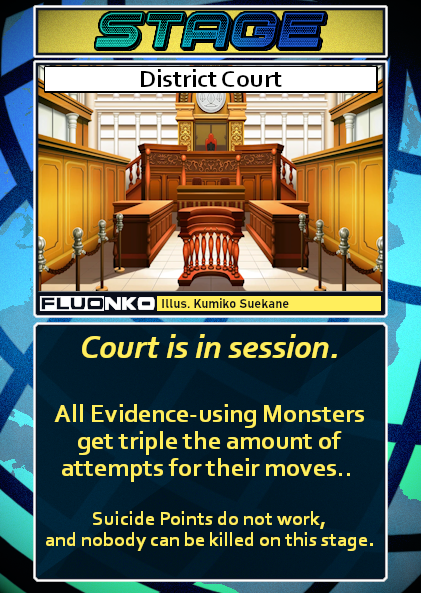 STAGE
District Court
FLUONKO Illus. Kumiko Suekane
Court is in session.
All Evidence-using Monsters
get triple the amount of
attempts for their moves..
Suicide Points do not work,
and nobody can be killed on this stage.